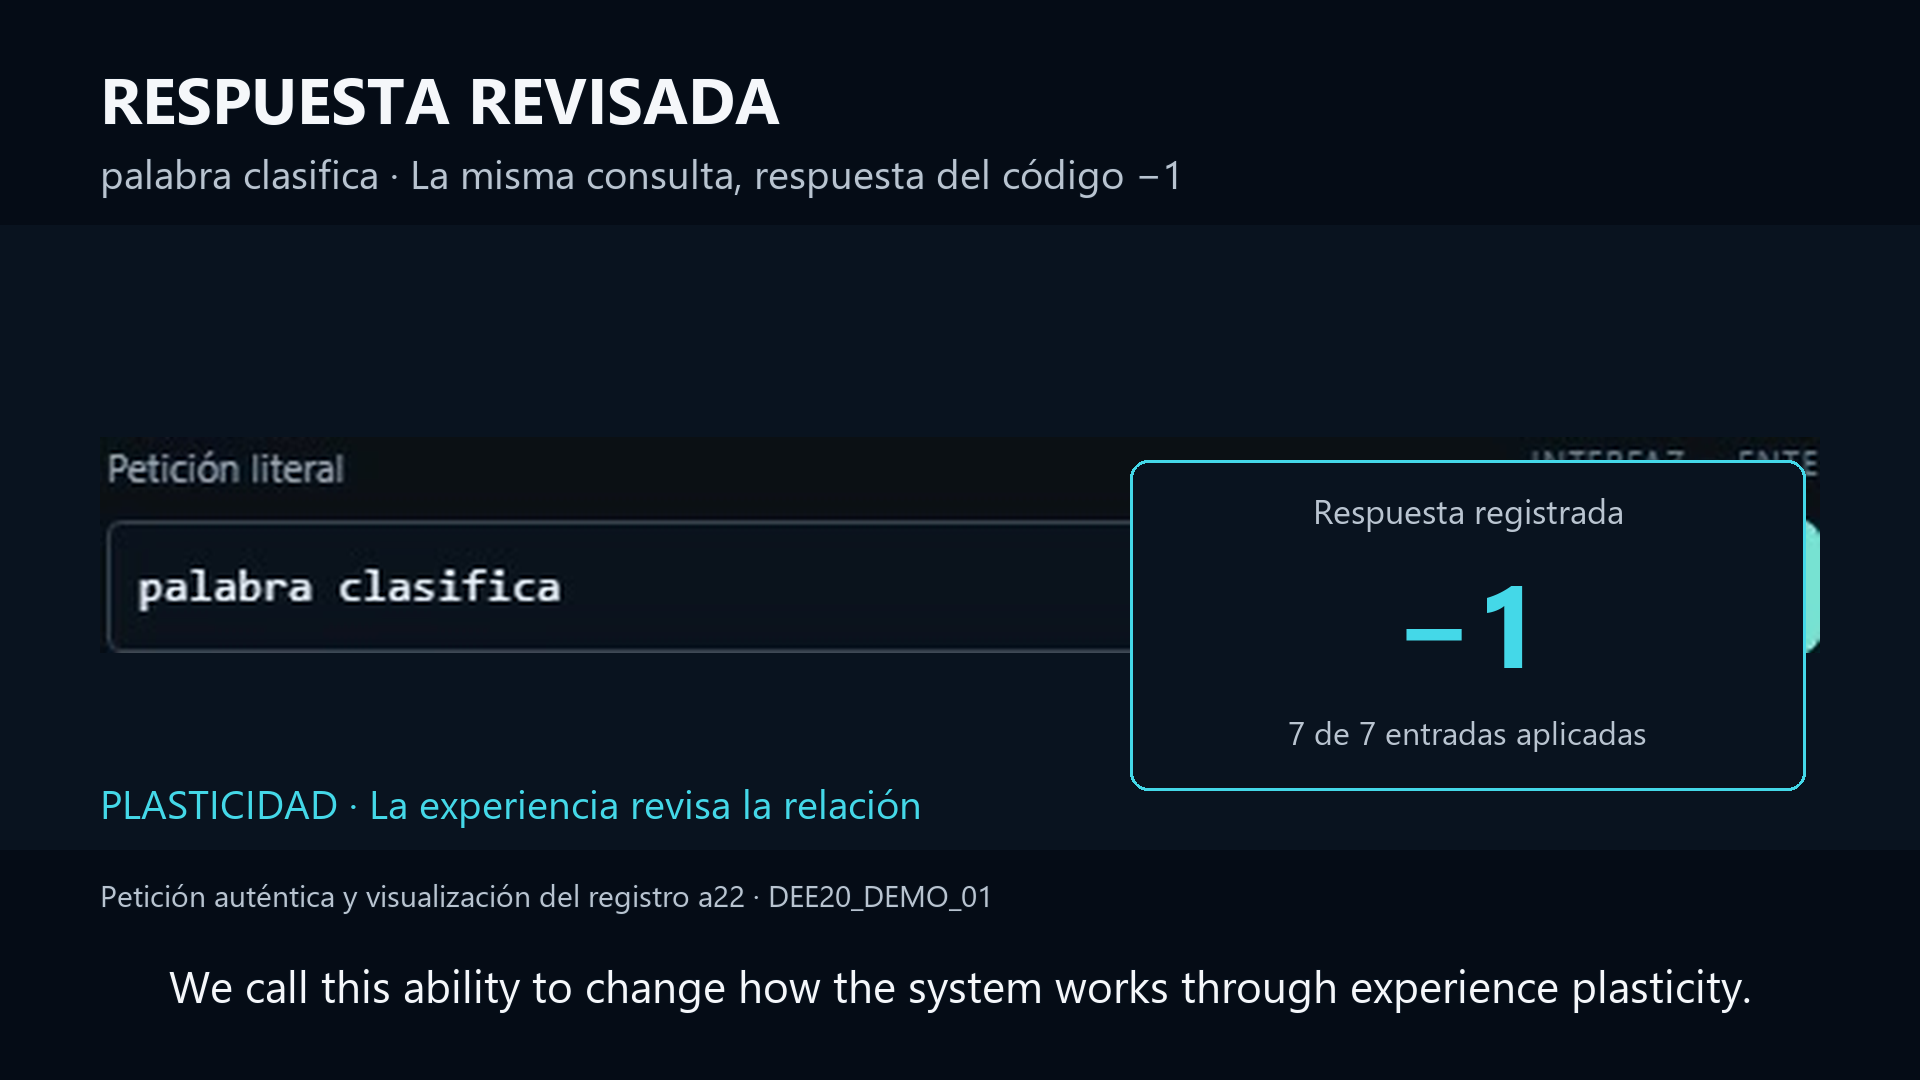 RESPUESTA REVISADA
palabra clasifica · La misma consulta, respuesta del código −1
Petición literal
palabra clasifica
Respuesta registrada
−1
7 de 7 entradas aplicadas
PLASTICIDAD · La experiencia revisa la relación
Petición auténtica y visualización del registro a22 · DEE20_DEMO_01
We call this ability to change how the system works through experience plasticity.